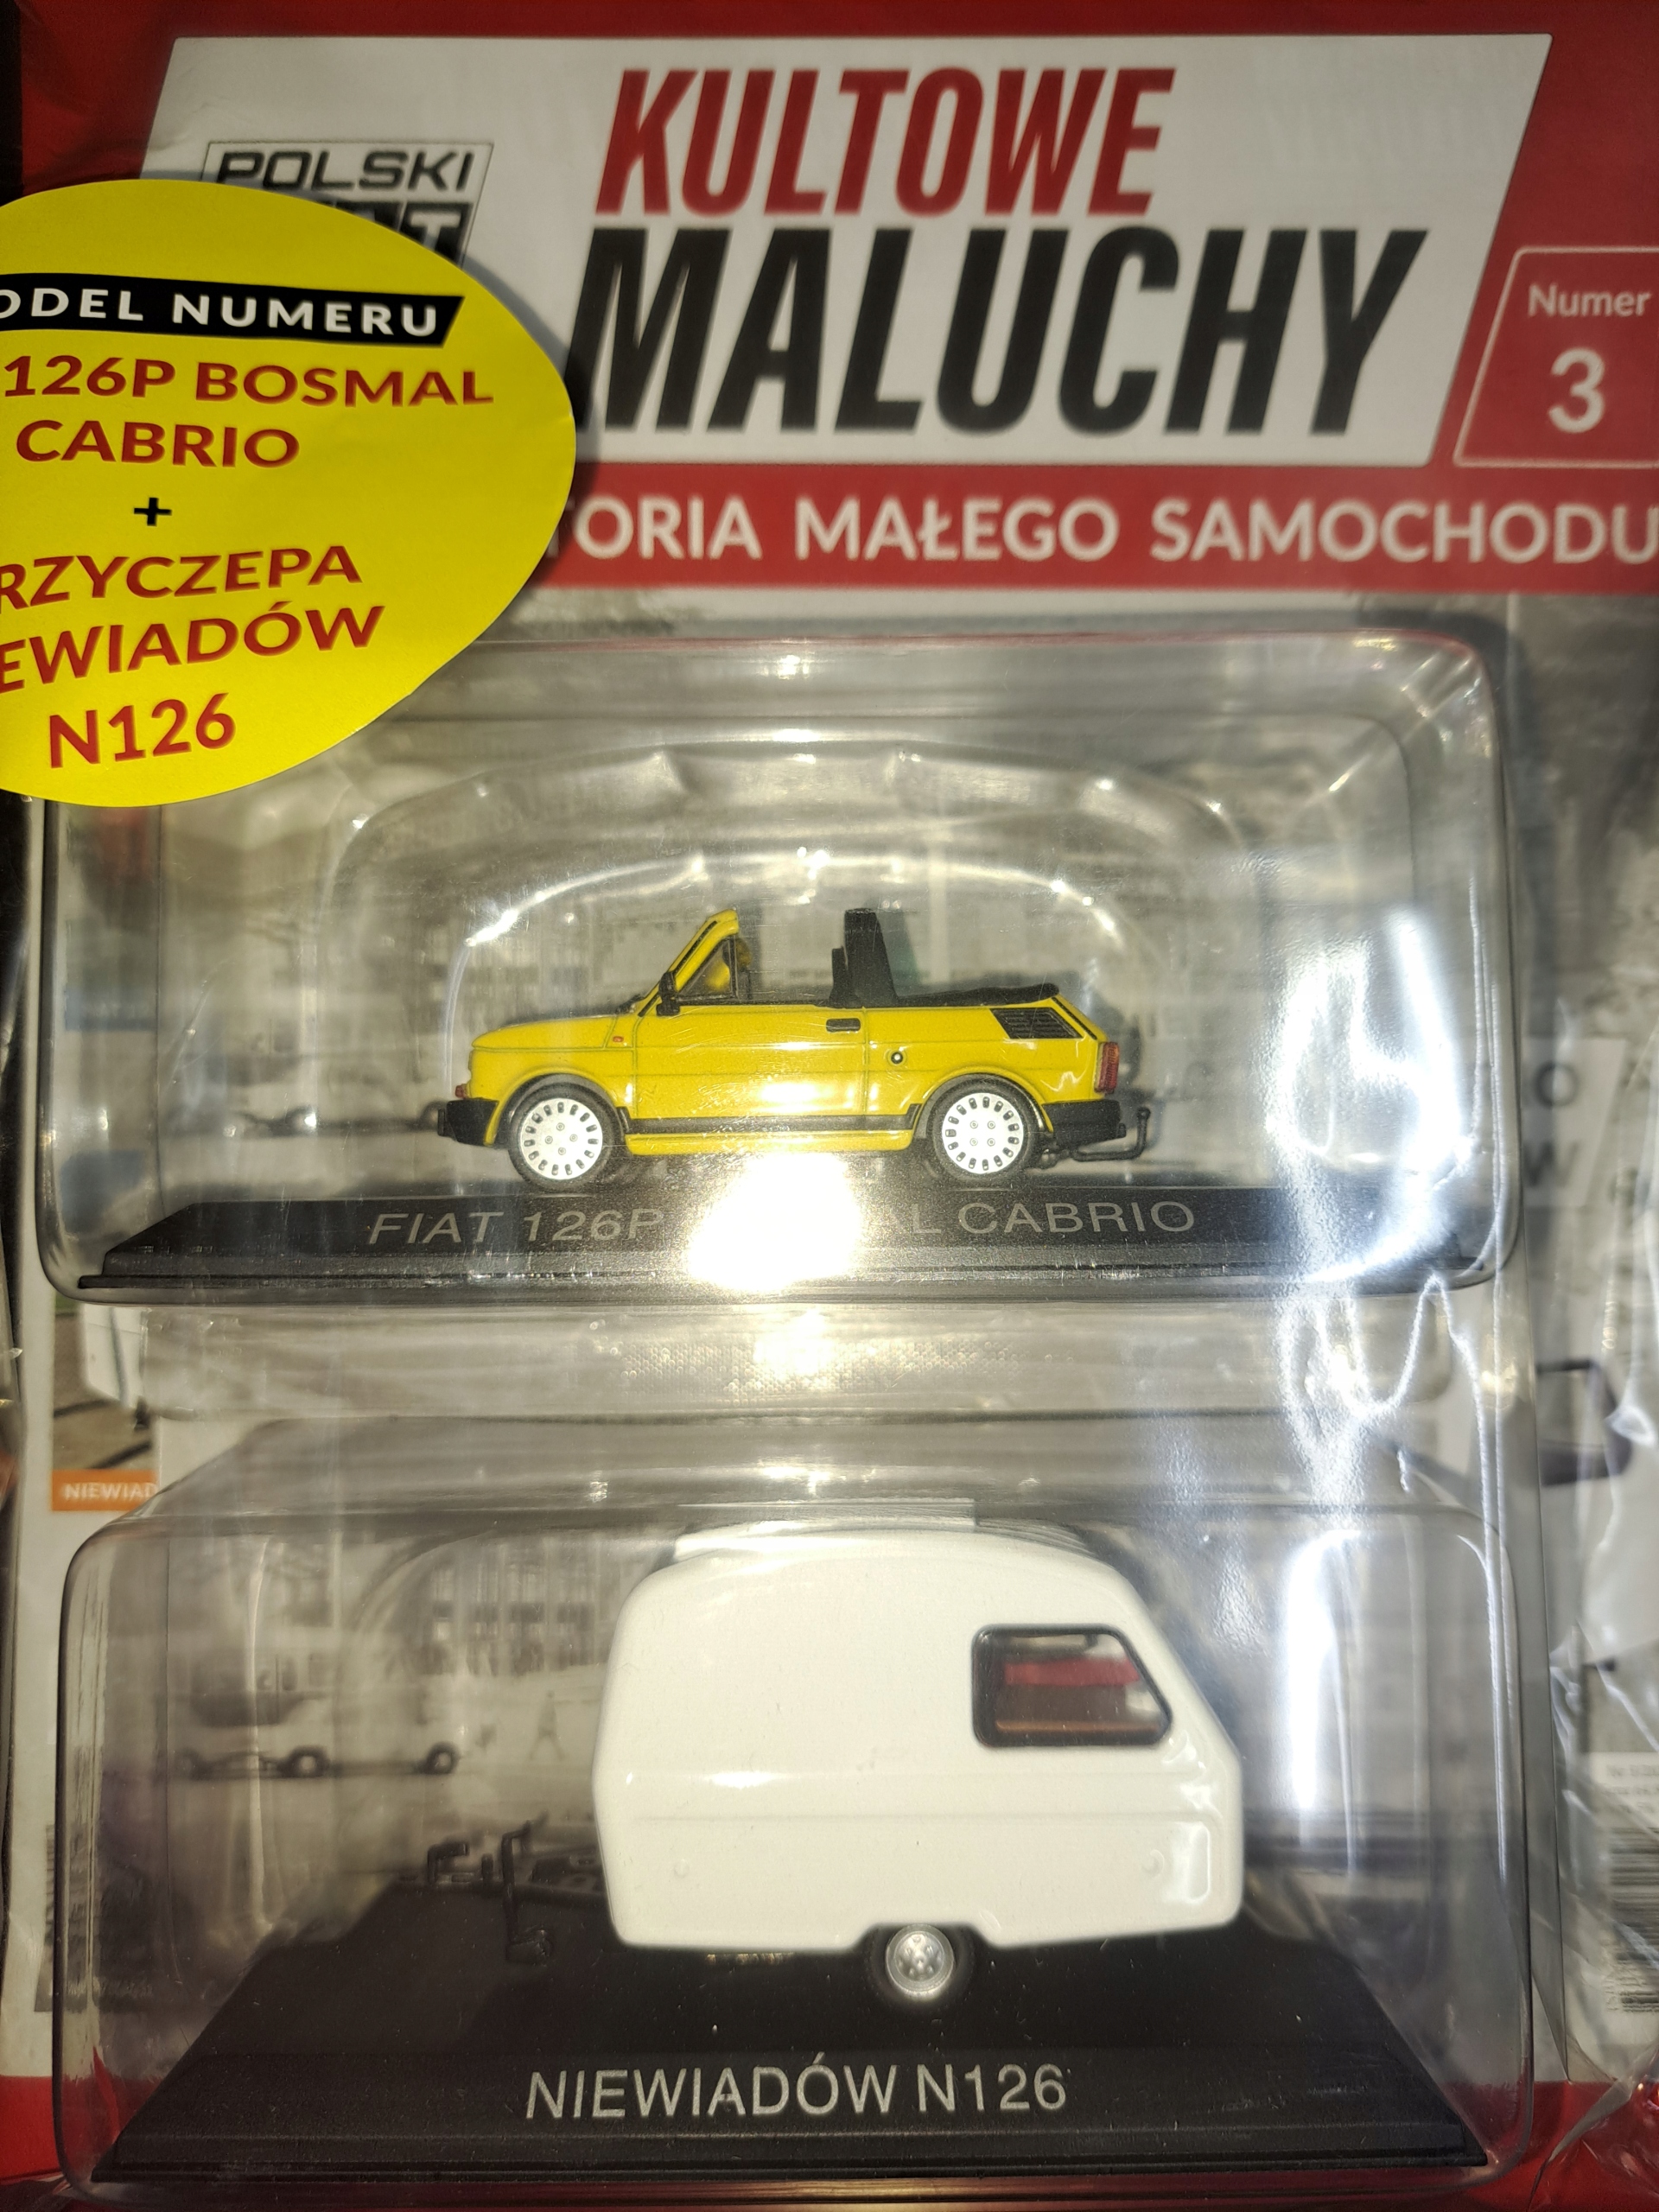 POLSKI
KULTOWE
MALUCHY
Numer
3
ODEL NUMERU
126P BOSMAL
CABRIO
+
RZYCZEPA
EWIADÓW
N126
TORIA MAŁEGO SAMOCHODU
FIAT 126P AL CABRIO
NIEWIAD
NIEWIADÓW N126